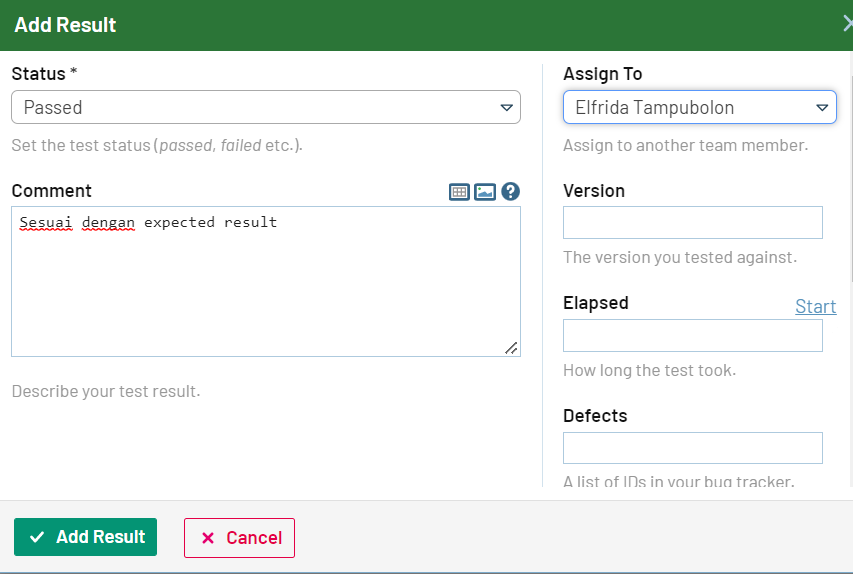 Add Result
Status *
Passed
Set the test status (passed, failed etc.).
Comment
Sesuai dengan expected result
Describe your test result.
Assign To
Elfrida Tampubolon
Assign to another team member.
Version
The version you tested against.
Elapsed
Start
How long the test took.
Defects
A list of IDs in your bug tracker.
Add Result
Cancel